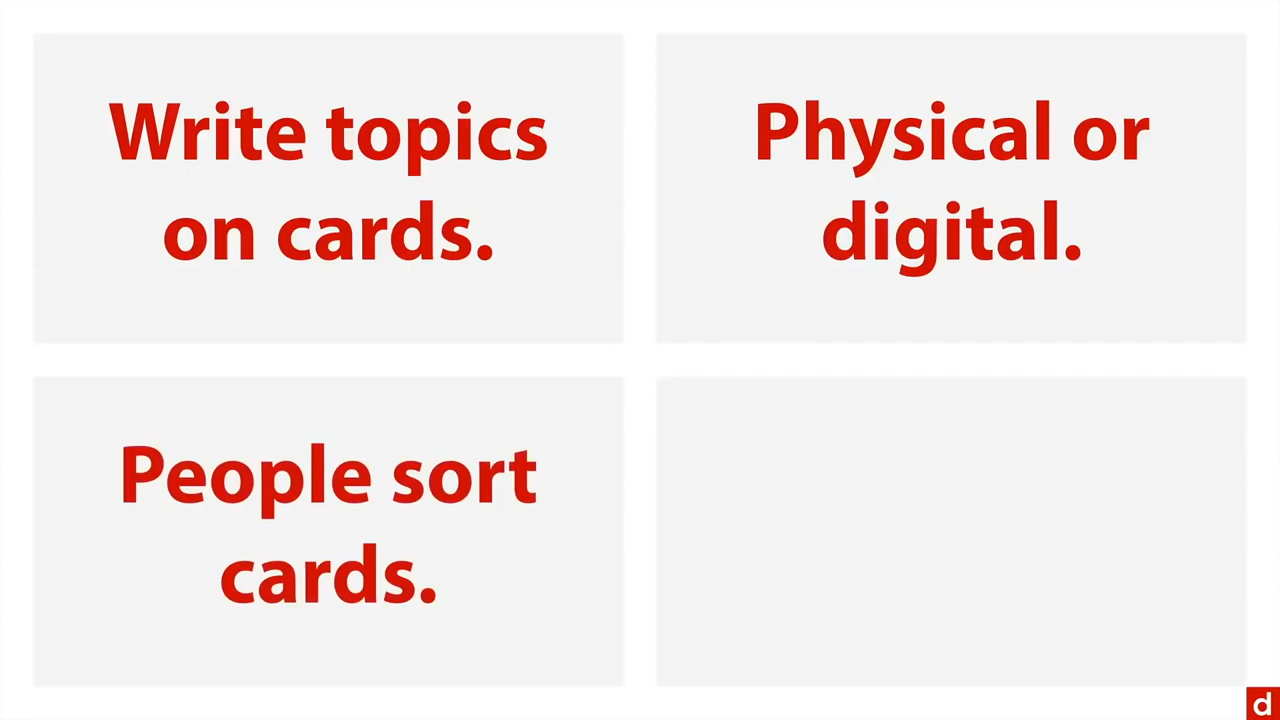 Write topics
on cards.
Physical or
digital.
People sort
cards.
d